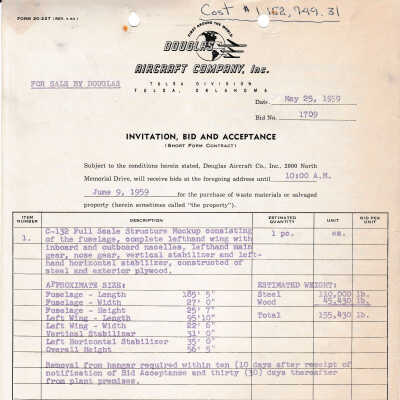 FORM 20-227 (REV. 5-55)
Cost $1,162,749.31
FIRST AROUND THE WORLD
DOUGLAS
AIRCRAFT COMPANY, Inc.
FOR SALE BY DOUGLAS
TULSA DIVISION
TULSA, OKLAHOMA
Date May 25, 1959
Bid No. 1709
INVITATION, BID AND ACCEPTANCE
(SHORT FORM CONTRACT)
Subject to the conditions herein stated, Douglas Aircraft Co., Inc. 2000 North
Memorial Drive, will receive bids at the foregoing address until 10:00 A.M.
June 9, 1959 for the purchase of waste materials or salvaged
property (herein sometimes called "the property").
ITEM NUMBER DESCRIPTION ESTIMATED QUANTITY UNIT BID PER UNIT
1. C-132 Full Scale Structure Mockup consisting 1 pc. ea.
of the fuselage, complete lefthand wing with
inboard and outboard nacelles, lefthand main
gear, nose gear, vertical stabilizer and left-
hand horizontal stabilizer, constructed of
steel and exterior plywood.
APPROXIMATE SIZE: ESTIMATED WEIGHT:
Fuselage - Length 185' 5" Steel 110,000 lb.
Fuselage - Width 27' 0" Wood 45,430 lb.
Fuselage - Height 25' 7"
Left Wing - Length 95' 10" Total 155,430 lb.
Left Wing - Width 22' 6"
Vertical Stabilizer 31' 0"
Left Horizontal Stabilizer 35' 0"
Overall Height 56' 5"
Removal from hangar required within ten (10 days after receipt of
notification of Bid Acceptance and thirty (30) days thereafter
from plant premises.